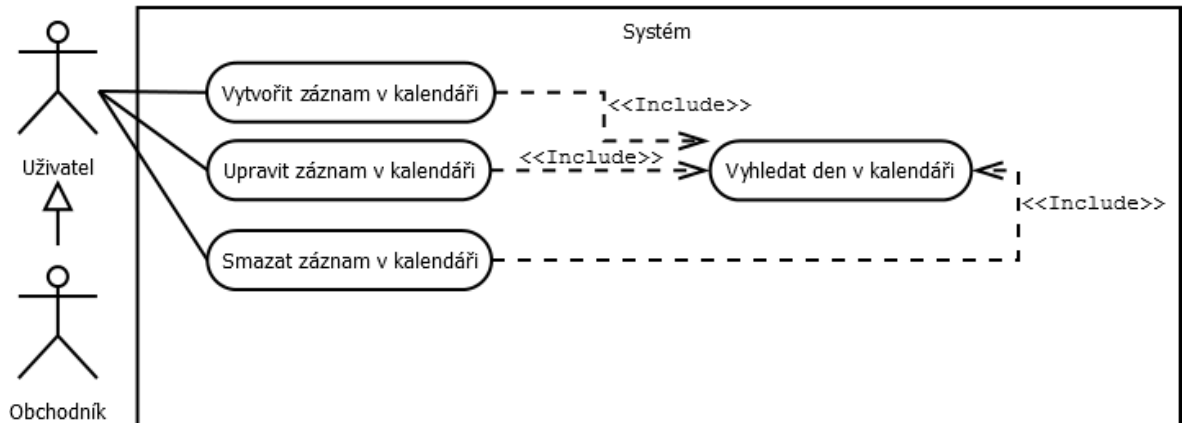 Systém
Vytvořit záznam v kalendáři
<<Include>>
Uživatel
Upravit záznam v kalendáři
<<Include>>
Vyhledat den v kalendáři
<<Include>>
Smazat záznam v kalendáři
Obchodník